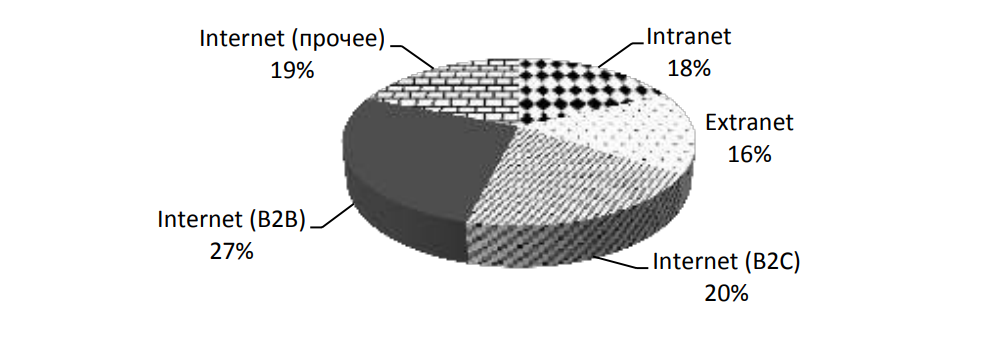 Internet (прочее)
19%
Intranet
18%
Extranet
16%
Internet (B2B)
27%
Internet (B2C)
20%